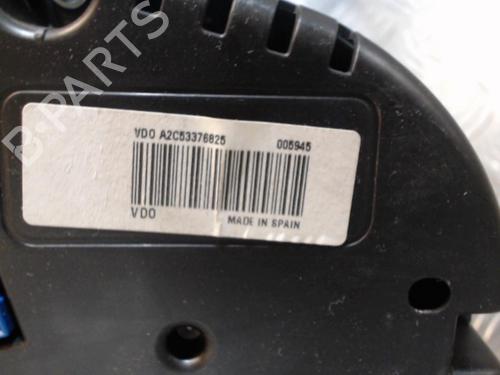 B-PARTS
VDO A2C53376825 005945
VDO MADE IN SPAIN